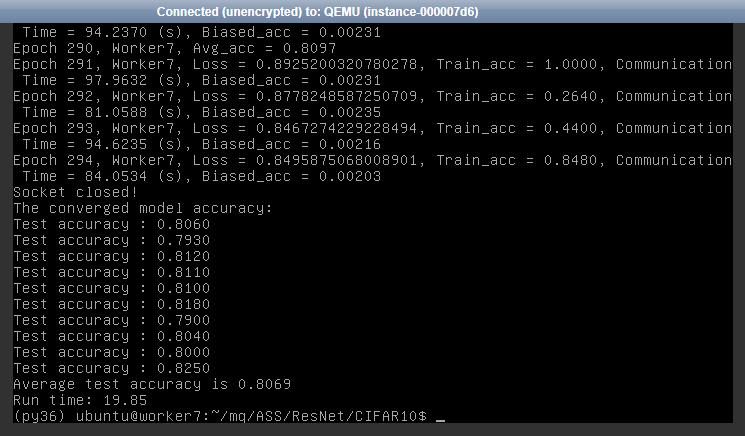 Connected (unencrypted) to: QEMU (instance-000007d6)
Time = 94.2370 (s), Biased_acc = 0.00231
Epoch 290, Worker7, Avg_acc = 0.8097
Epoch 291, Worker7, Loss = 0.8925200320780278, Train_acc = 1.0000, Communication
Time = 97.9632 (s), Biased_acc = 0.00231
Epoch 292, Worker7, Loss = 0.8778248587250709, Train_acc = 0.2640, Communication
Time = 81.0588 (s), Biased_acc = 0.00235
Epoch 293, Worker7, Loss = 0.8467274229228494, Train_acc = 0.4400, Communication
Time = 94.6235 (s), Biased_acc = 0.00216
Epoch 294, Worker7, Loss = 0.8495875068008901, Train_acc = 0.8480, Communication
Time = 84.0534 (s), Biased_acc = 0.00203
Socket closed!
The converged model accuracy:
Test accuracy : 0.8060
Test accuracy : 0.7930
Test accuracy : 0.8120
Test accuracy : 0.8110
Test accuracy : 0.8100
Test accuracy : 0.8180
Test accuracy : 0.7900
Test accuracy : 0.8040
Test accuracy : 0.8000
Test accuracy : 0.8250
Average test accuracy is 0.8069
Run time: 19.85
(py36) ubuntu@worker7:~/mq/ASS/ResNet/CIFAR10$ _